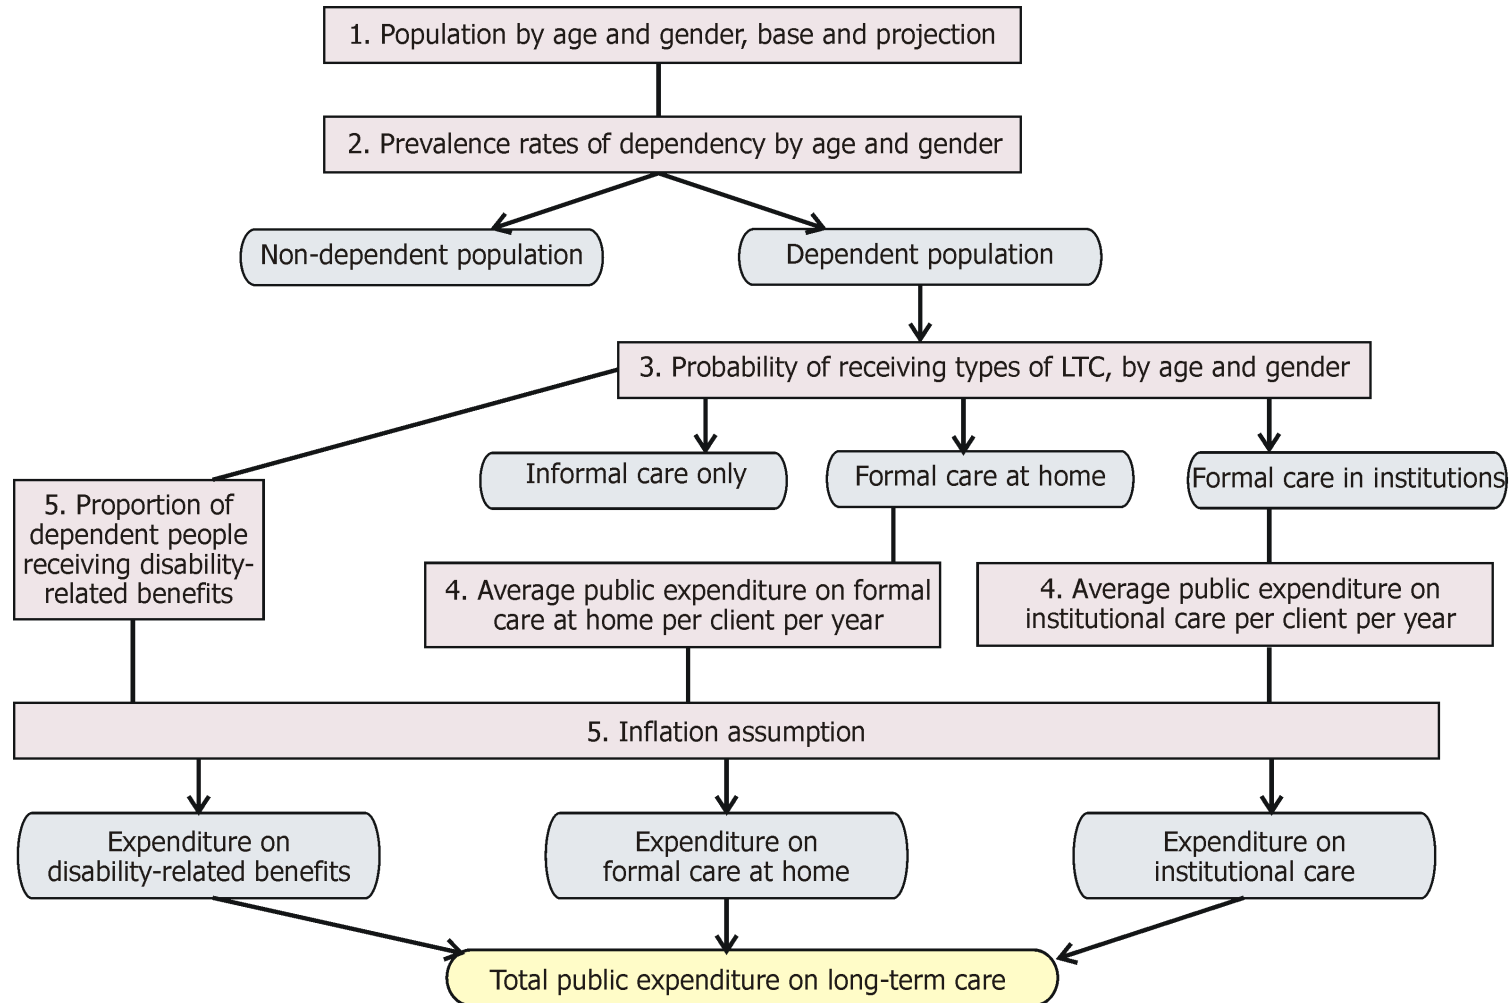 1. Population by age and gender, base and projection
2. Prevalence rates of dependency by age and gender
Non-dependent population
Dependent population
3. Probability of receiving types of LTC, by age and gender
Informal care only
Formal care at home
Formal care in institutions
5. Proportion of
dependent people
receiving disability-
related benefits
4. Average public expenditure on formal
care at home per client per year
4. Average public expenditure on
institutional care per client per year
5. Inflation assumption
Expenditure on
disability-related benefits
Expenditure on
formal care at home
Expenditure on
institutional care
Total public expenditure on long-term care